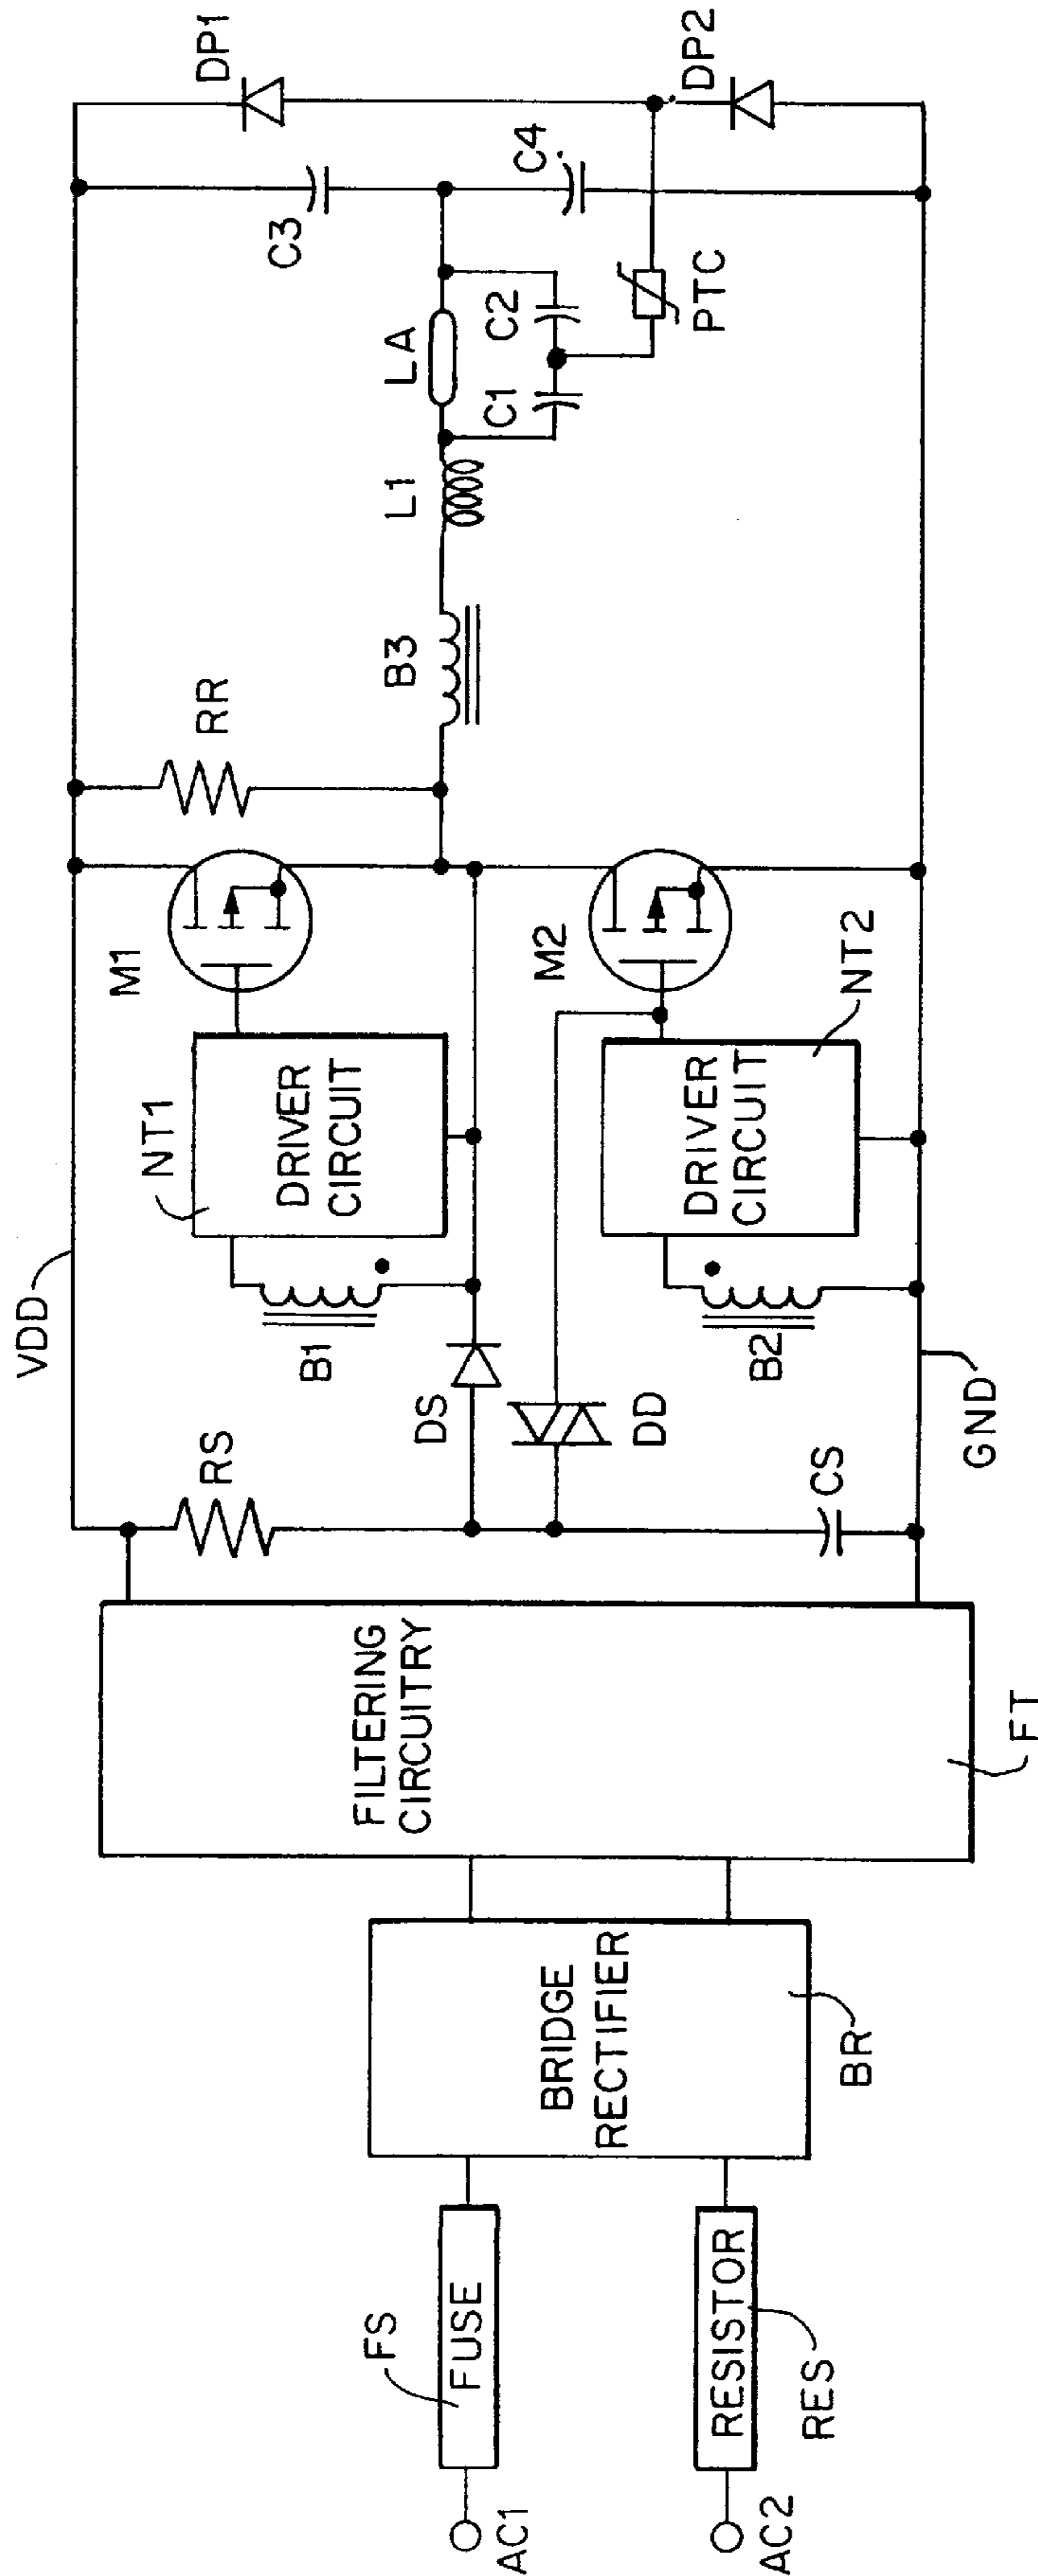 AC1
AC2
FS
FUSE
RESISTOR
RES
BRIDGE
RECTIFIER
BR
FILTERING
CIRCUITRY
FT
VDD
RS
DS
DD
CS
GND
B1
B2
NT1
DRIVER
CIRCUIT
DRIVER
CIRCUIT
NT2
M1
M2
RR
B3
L1
LA
C1
C2
PTC
C3
C4
DP1
DP2